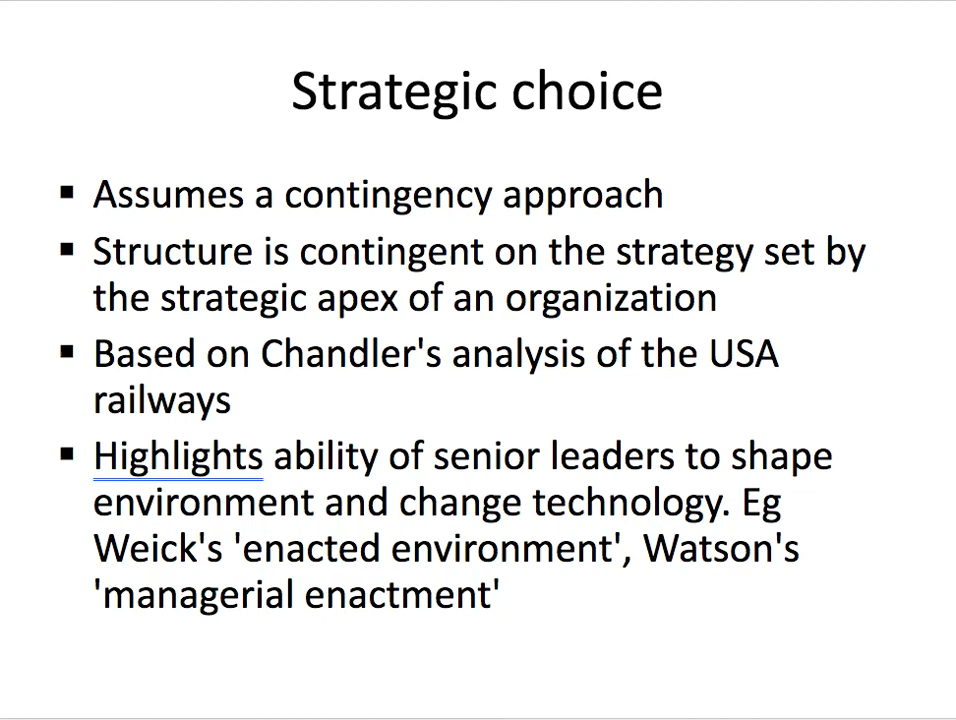 Strategic choice
▪ Assumes a contingency approach
▪ Structure is contingent on the strategy set by
the strategic apex of an organization
▪ Based on Chandler's analysis of the USA
railways
▪ Highlights ability of senior leaders to shape
environment and change technology. Eg
Weick's 'enacted environment', Watson's
'managerial enactment'